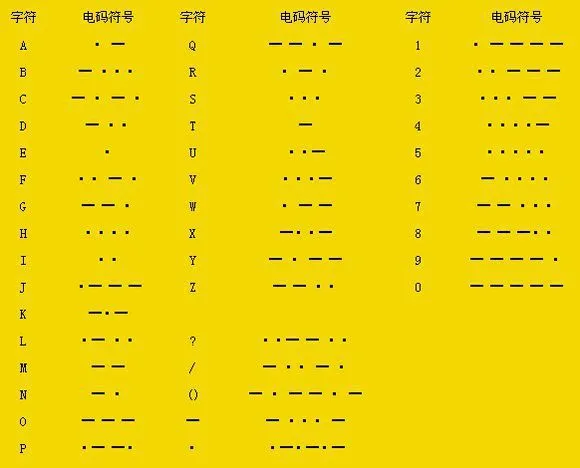 字符 电码符号 字符 电码符号 字符 电码符号
A · — Q — — · — 1 · — — — —
B — · · · R · — · 2 · · — — —
C — · — · S · · · 3 · · · — —
D — · · T — 4 · · · · —
E · U · · — 5 · · · · ·
F · · — · V · · · — 6 — · · · ·
G — — · W · — — 7 — — · · ·
H · · · · X — · · — 8 — — — · ·
I · · Y — · — — 9 — — — — ·
J · — — — Z — — · · 0 — — — — —
K — · —
L · — · · ? · · — — · ·
M — — / — · · — ·
N — · () — · — — · —
O — — — — — · · · —
P · — — · · · — · — · —